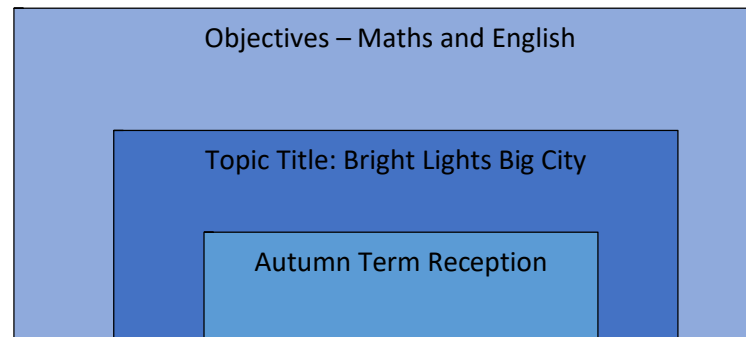 Objectives – Maths and English
Topic Title: Bright Lights Big City
Autumn Term Reception